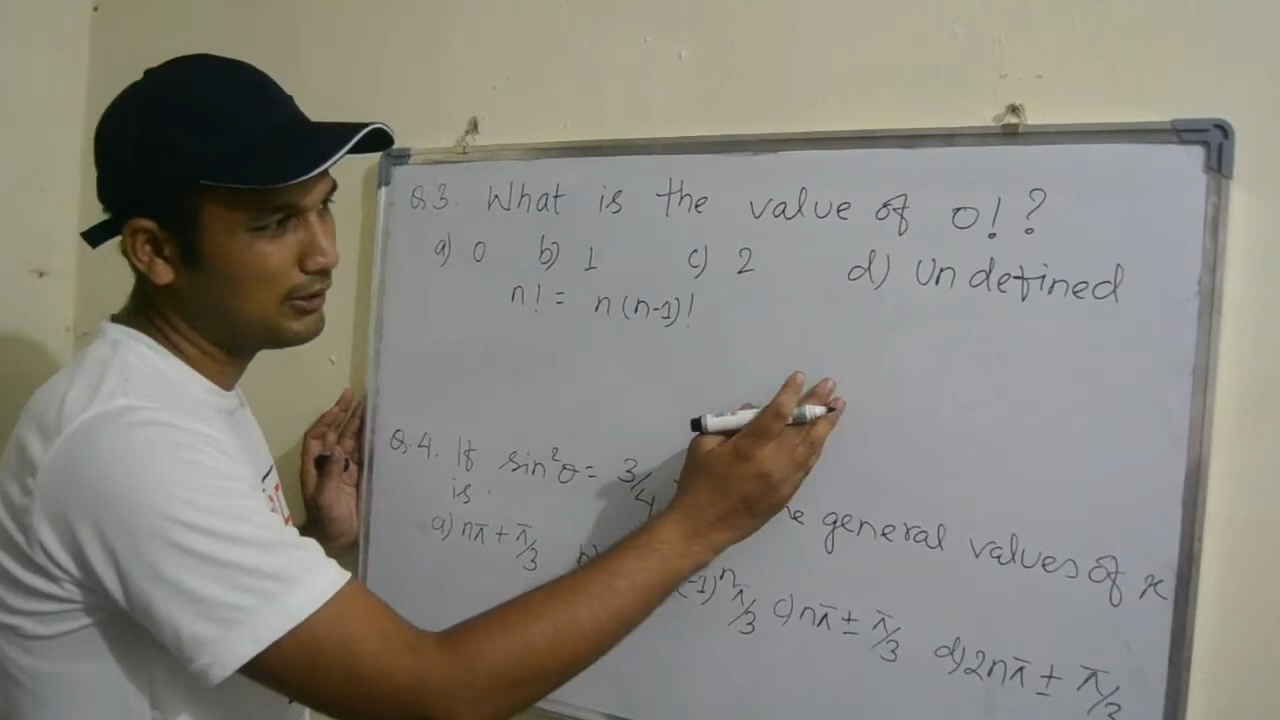 Q.3. What is the value of 0! ?
a) 0 b) 1 c) 2 d) Undefined
n! = n(n-1)!
Q.4. If sin²θ = 3/4 general values of x
is
a) nπ + π/3 (-1)ⁿ π/3 c) nπ ± π/3 d) 2nπ ± π/3